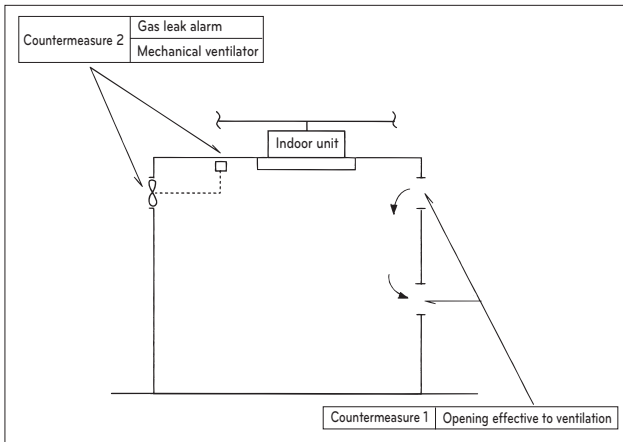 Countermeasure 2
Gas leak alarm
Mechanical ventilator
Indoor unit
Countermeasure 1
Opening effective to ventilation